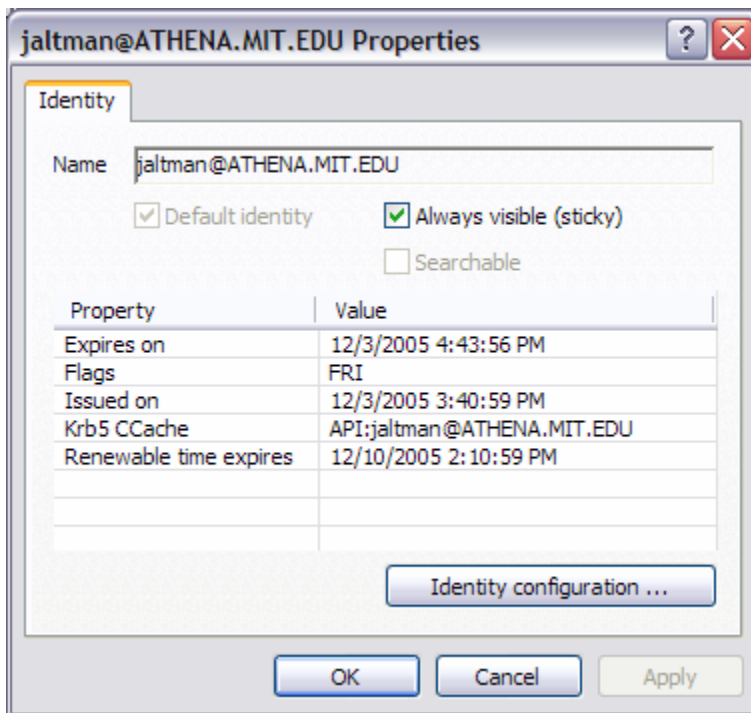 jaltman@ATHENA.MIT.EDU Properties
Identity
Name jaltman@ATHENA.MIT.EDU
Default identity Always visible (sticky)
Searchable
Property Value
Expires on 12/3/2005 4:43:56 PM
Flags FRI
Issued on 12/3/2005 3:40:59 PM
Krb5 CCache API:jaltman@ATHENA.MIT.EDU
Renewable time expires 12/10/2005 2:10:59 PM
Identity configuration ...
OK Cancel Apply